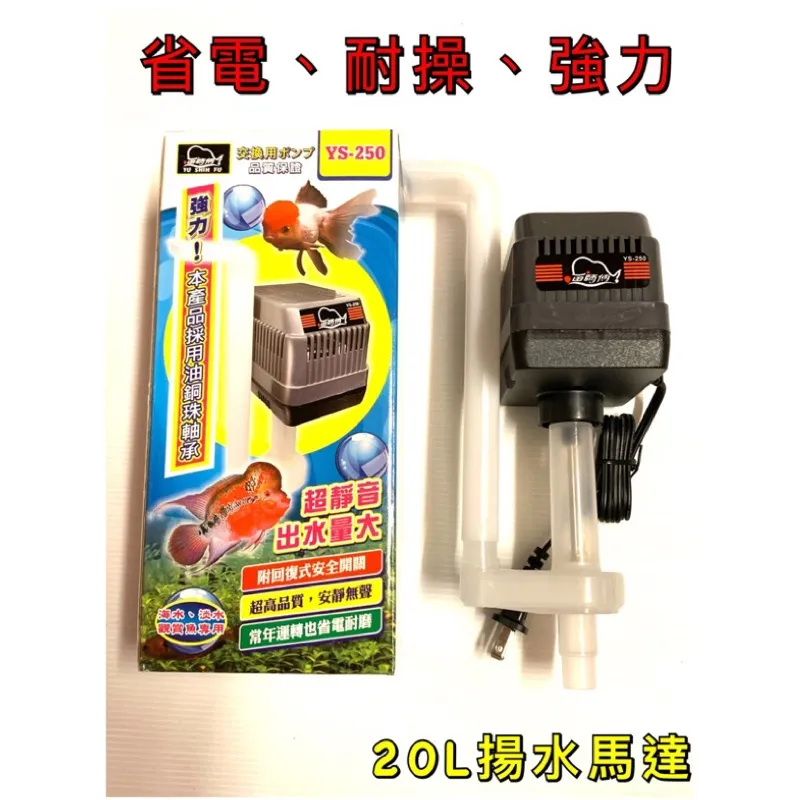 省電、耐操、強力
YU SHIN FU
交換用ポンプ
品質保證
YS-250
強力！本產品採用油銅珠軸承
YS-250
超靜音
出水量大
附回復式安全開關
超高品質，安靜無聲
常年運轉也省電耐磨
海水、淡水
觀賞魚專用
YS-250
20L揚水馬達